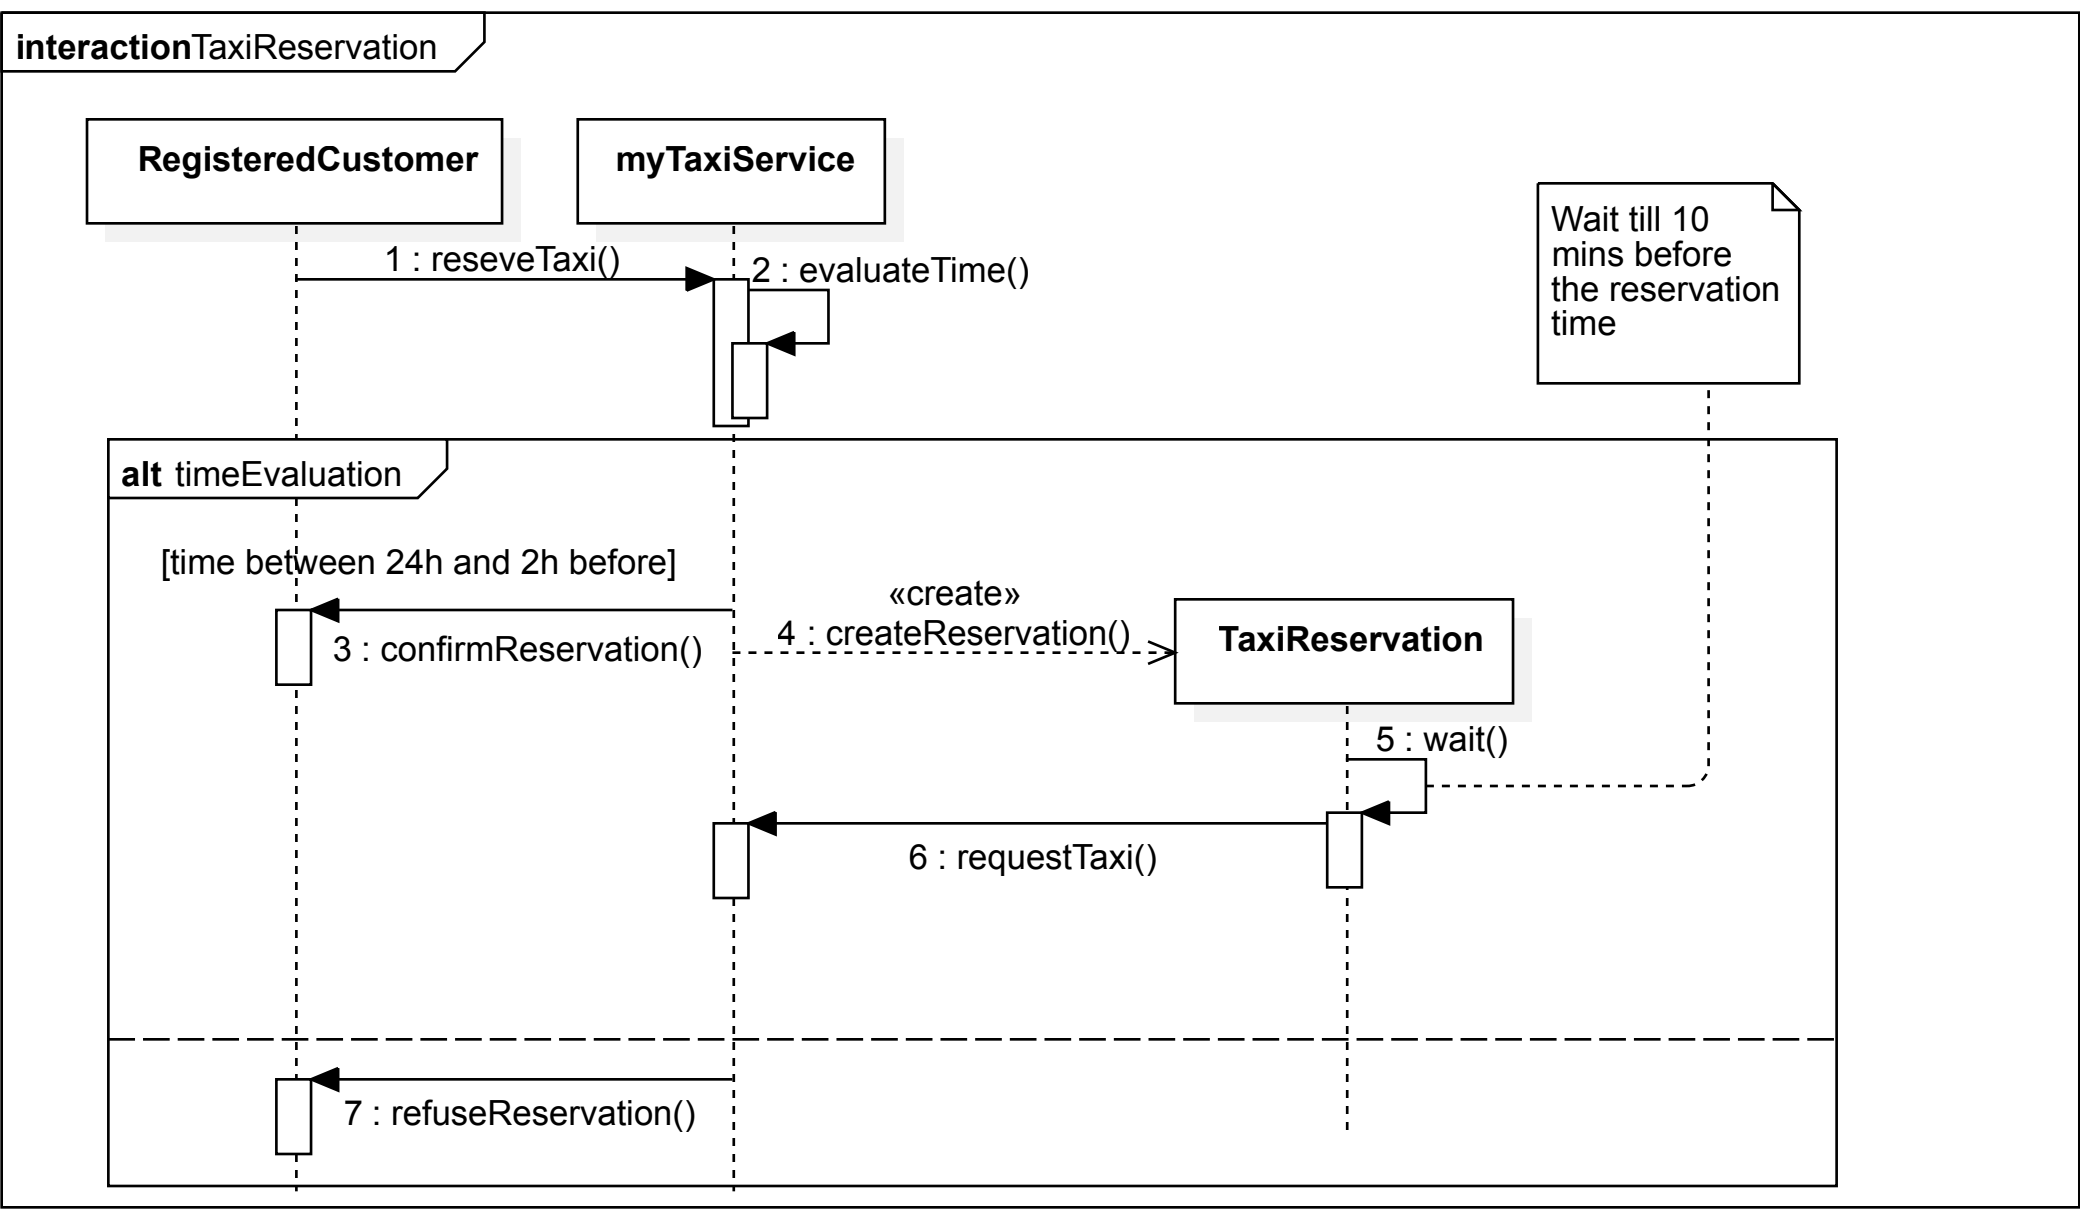 interactionTaxiReservation
RegisteredCustomer
myTaxiService
Wait till 10
mins before
the reservation
time
1 : reseveTaxi()
2 : evaluateTime()
alt timeEvaluation
[time between 24h and 2h before]
«create»
3 : confirmReservation()
4 : createReservation()
TaxiReservation
5 : wait()
6 : requestTaxi()
7 : refuseReservation()